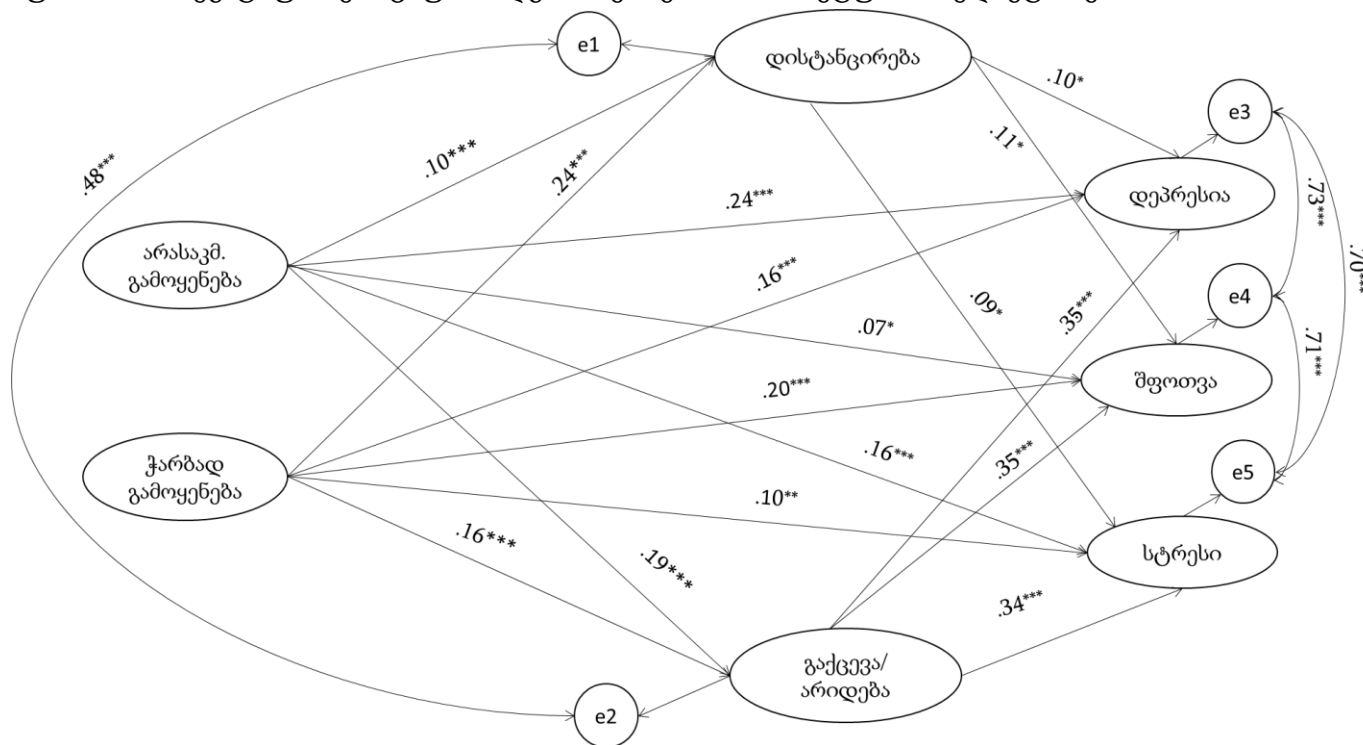 e1
დისტანცირება
.10*
e3
.48***
.10***
.24***
.11*
.24***
დეპრესია
.73***
.70***
არასაკმ.
გამოყენება
.16***
.09*
.35***
e4
.07*
.71***
შფოთვა
.20***
ჭარბად
გამოყენება
.16***
.35***
e5
.10**
სტრესი
.16***
.19***
.34***
გაქცევა/
არიდება
e2